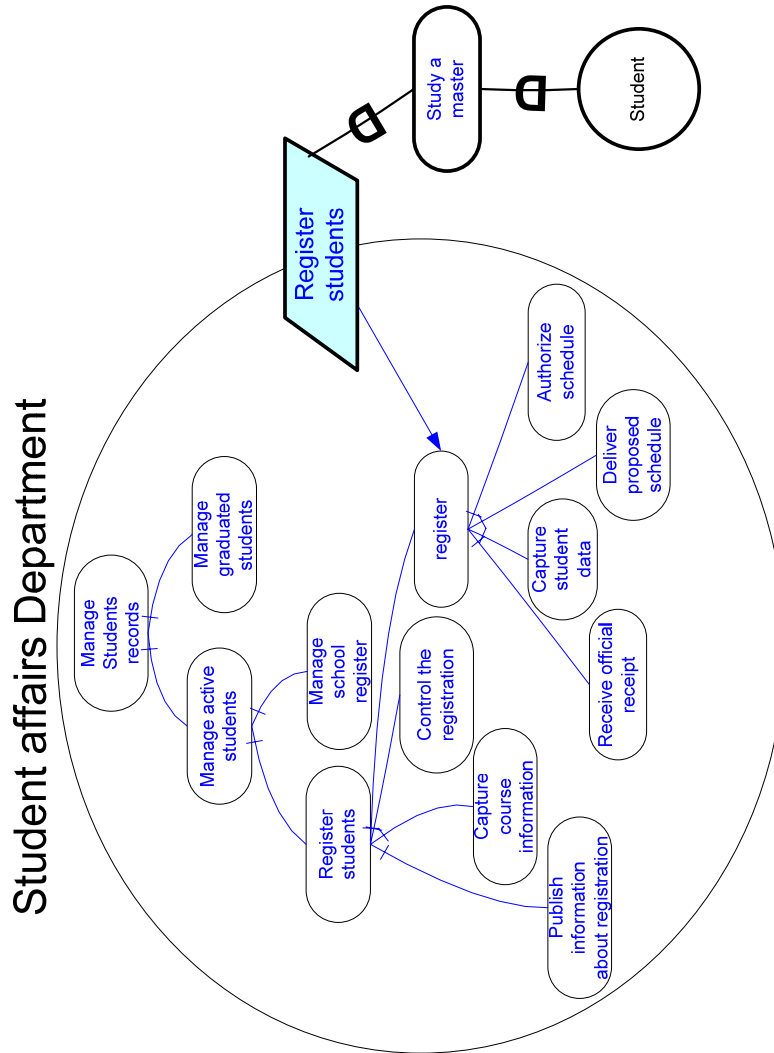 Student affairs Department
Manage
Students
records
Manage active
students
Manage
graduated
students
Register
students
Manage
school
register
Publish
information
about registration
Capture
course
information
Control the
registration
register
Receive official
receipt
Capture
student
data
Deliver
proposed
schedule
Authorize
schedule
Register
students
D
Study a
master
D
Student